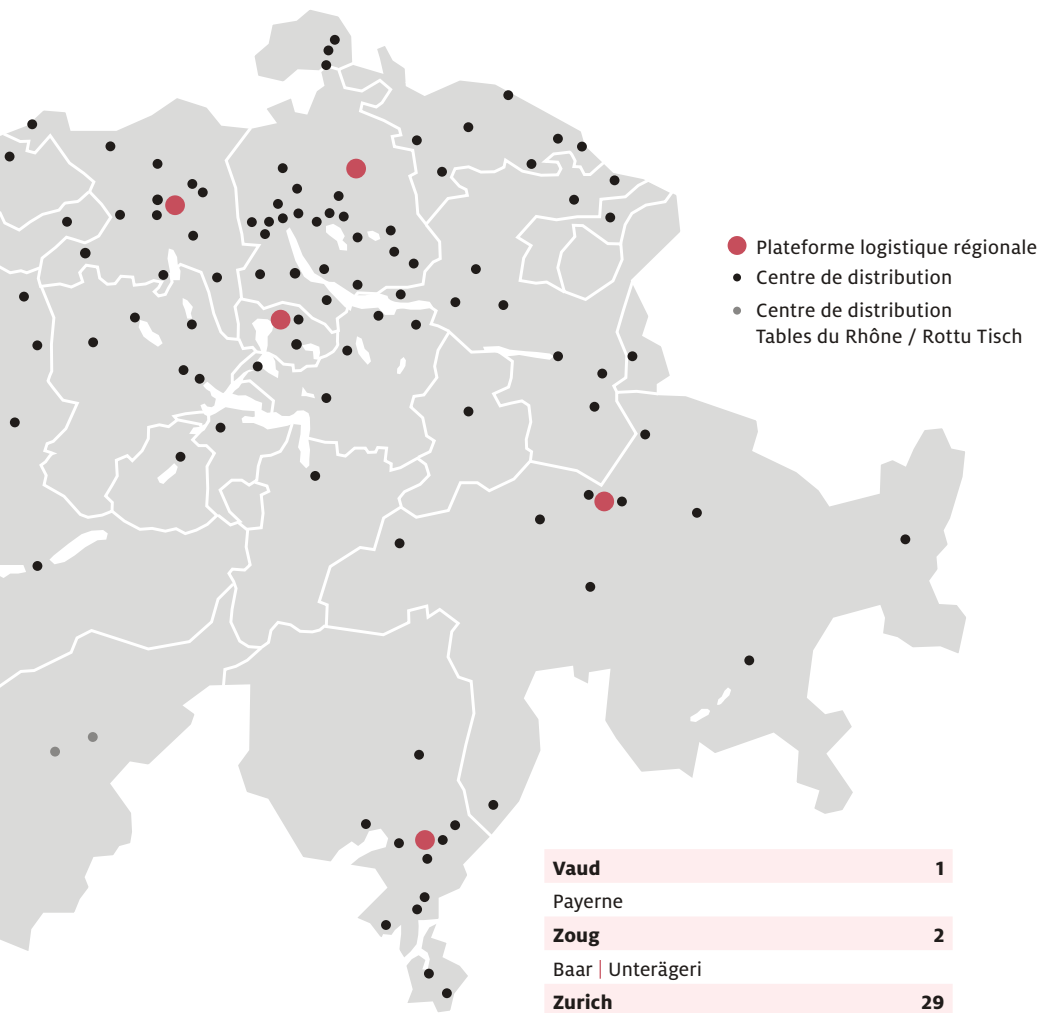 Plateforme logistique régionale
Centre de distribution
Centre de distribution
Tables du Rhône / Rottu Tisch
Vaud 1
Payerne
Zoug 2
Baar | Unterägeri
Zurich 29